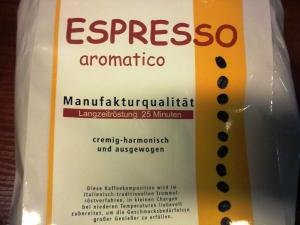 ESPRESSO
aromatico
Manufakturqualität
Langzeitröstung 25 Minuten
cremig-harmonisch
und ausgewogen
Diese Kaffeekomposition wird im
italienisch-traditionellen Trommel-
röstverfahren, in kleinen Chargen
bei niederen Temperaturen liebevoll
zubereitet, um die Geschmacksbedürfnisse
großer Genießer zu erfüllen.